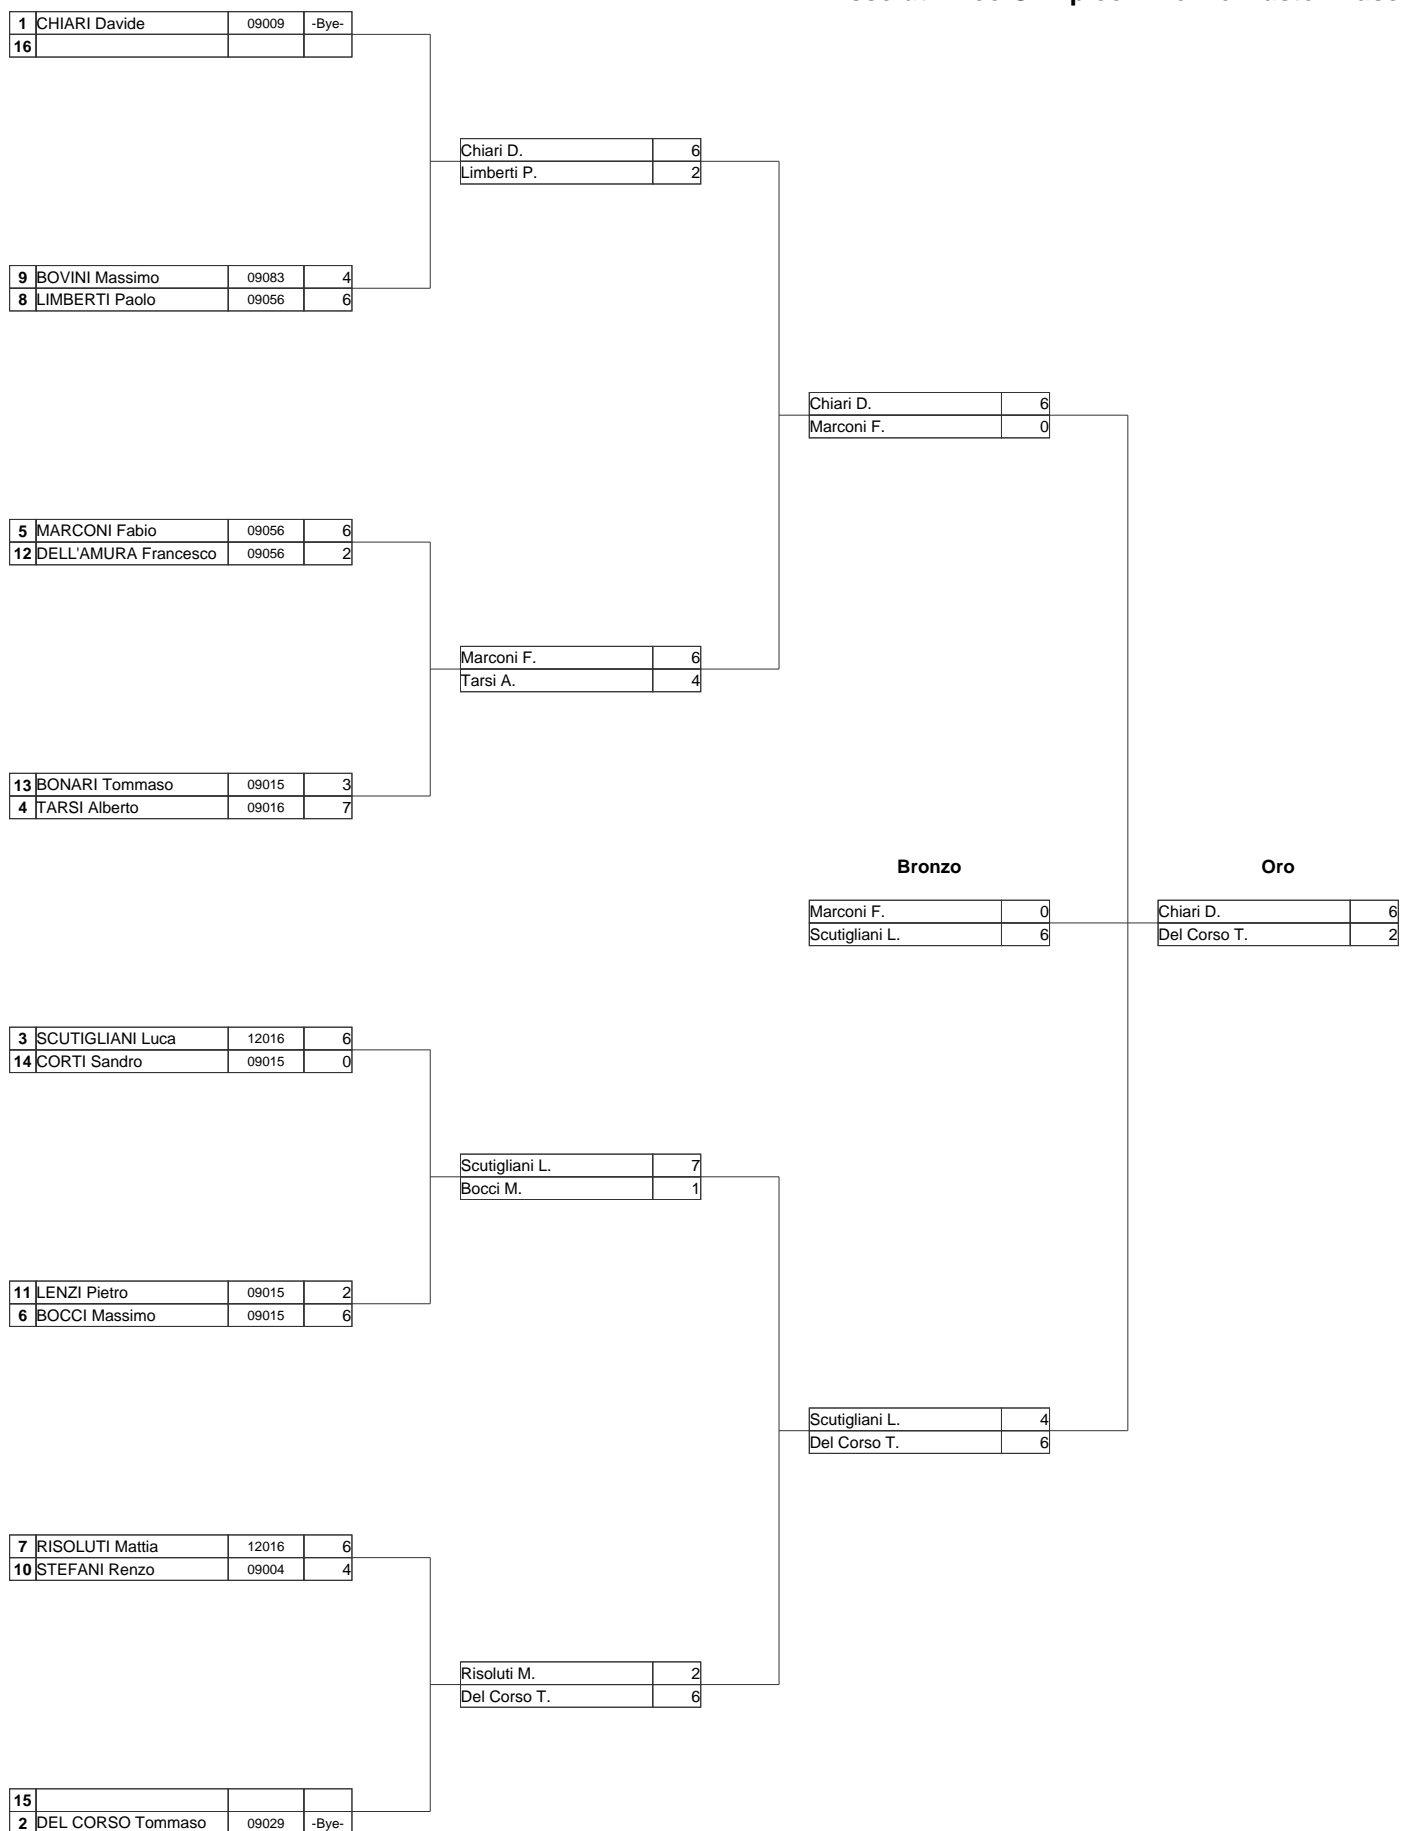 1 CHIARI Davide 09009 -Bye-
16
Chiari D. 6
Limberti P. 2
9 BOVINI Massimo 09083 4
8 LIMBERTI Paolo 09056 6
Chiari D. 6
Marconi F. 0
5 MARCONI Fabio 09056 6
12 DELL'AMURA Francesco 09056 2
Marconi F. 6
Tarsi A. 4
13 BONARI Tommaso 09015 3
4 TARSI Alberto 09016 7
Bronzo Oro
Marconi F. 0 Chiari D. 6
Scutigliani L. 6 Del Corso T. 2
3 SCUTIGLIANI Luca 12016 6
14 CORTI Sandro 09015 0
Scutigliani L. 7
Bocci M. 1
11 LENZI Pietro 09015 2
6 BOCCI Massimo 09015 6
Scutigliani L. 4
Del Corso T. 6
7 RISOLUTI Mattia 12016 6
10 STEFANI Renzo 09004 4
Risoluti M. 2
Del Corso T. 6
15
2 DEL CORSO Tommaso 09029 -Bye-